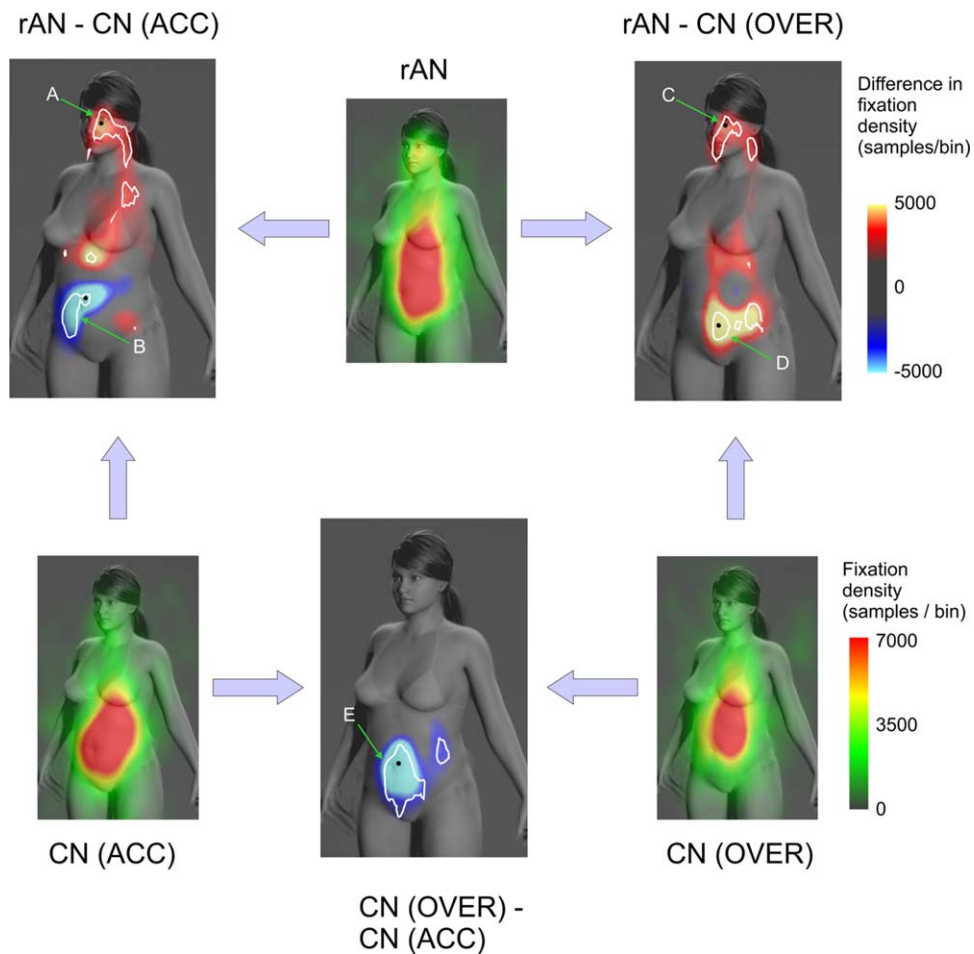 rAN - CN (ACC)
rAN
rAN - CN (OVER)
A
B
C
D
Difference in
fixation
density
(samples/bin)
5000
0
-5000
E
Fixation
density
(samples / bin)
7000
3500
0
CN (ACC)
CN (OVER) -
CN (ACC)
CN (OVER)